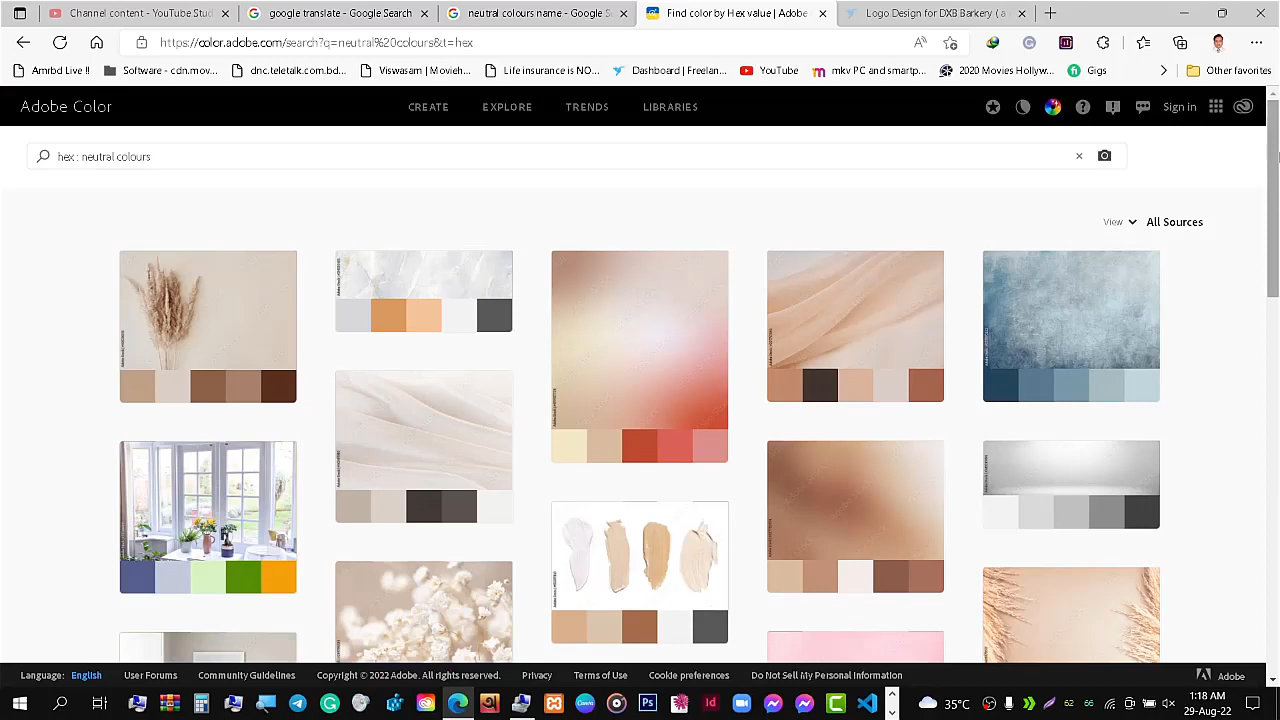 Channel content - YouTube Stud
google translate - Google Search
neutral colours name - Google S
Find color by Hex value | Adobe
Logo Design for DXB Barkery ( a
https://color.adobe.com/search?q=neutral%20colours&t=hex
Arnbd Live !!
Software - cdn.mov...
dnc.teletalk.com.bd...
Viswasam | Movieh...
Life insurance is NO...
Dashboard | Freelan...
YouTube
mkv PC and smartp...
2020 Movies Hollyw...
Gigs
Other favorites
Adobe Color
CREATE
EXPLORE
TRENDS
LIBRARIES
Sign in
hex : neutral colours
View
All Sources
Language: English
User Forums
Community Guidelines
Copyright © 2022 Adobe. All rights reserved.
Privacy
Terms of Use
Cookie preferences
Do Not Sell My Personal Information
Adobe
35°C
52
66
1:18 AM
29-Aug-22